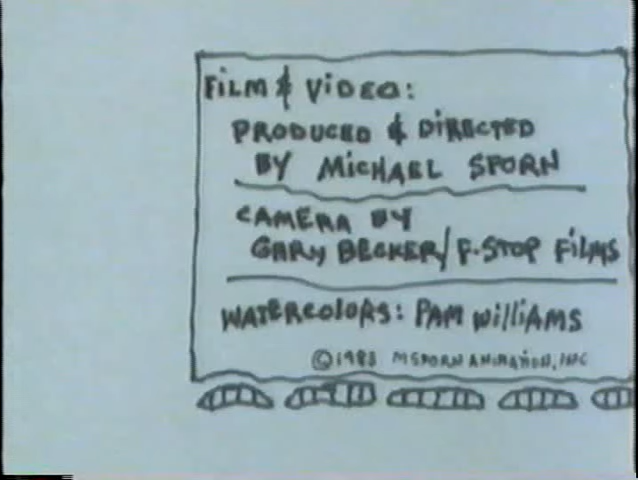 FiLM & ViDEO:
PRODUCED & DiRECTED
BY MiCHAEL SPORN
CAMERA BY
GARY BECKER/F-STOP FiLMS
WATERCOLORS: PAM WilliAMS
©1983 M SPORN ANiMATiON, INC